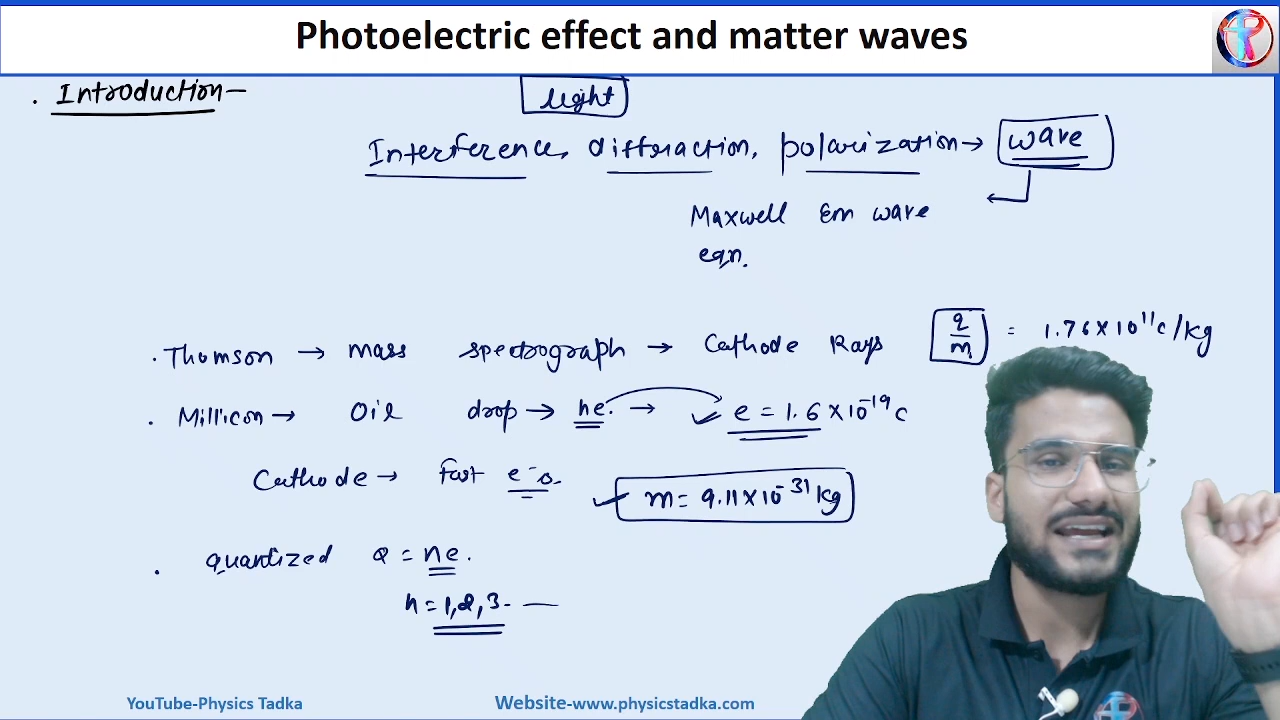 Photoelectric effect and matter waves
. Introduction-
light
Interference, diffraction, polarization → wave
Maxwell Em wave
eqn.
. Thomson → mass spectrograph → Cathode Rays q/m = 1.76 x 10¹¹ c/kg
. Millicon → Oil drop → ne. → ✓ e = 1.6 x 10⁻¹⁹ c
Cathode → fast e⁻s. ✓ m = 9.11 x 10⁻³¹ kg
. quantized Q = ne.
n = 1,2,3. —
YouTube-Physics Tadka
Website-www.physicstadka.com